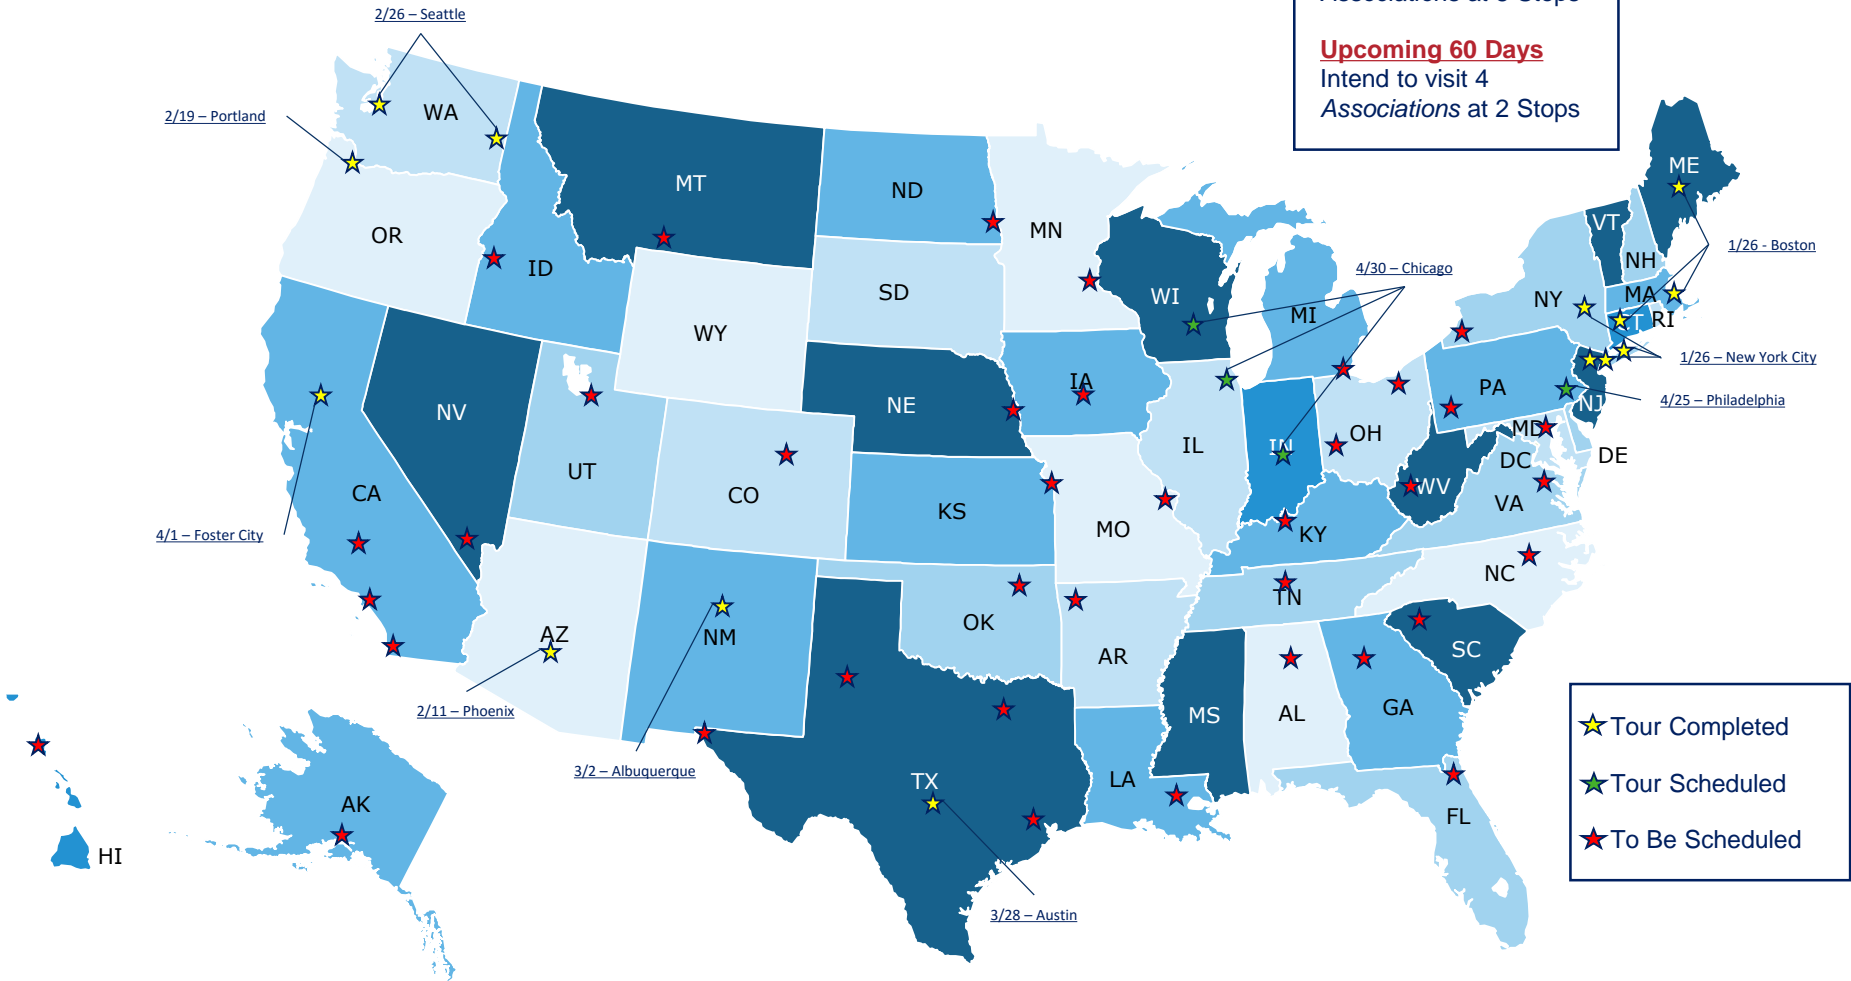 Associations at 8 Stops
Upcoming 60 Days
Intend to visit 4
Associations at 2 Stops
2/26 – Seattle
2/19 – Portland
WA
MT
ND
MN
OR
ID
SD
WY
WI
MI
4/30 – Chicago
ME
VT
NH
1/26 - Boston
NY
MA
RI
1/26 – New York City
NV
NE
IA
PA
NJ
4/25 – Philadelphia
UT
CO
IL
IN
OH
MD
DE
DC
CA
KS
MO
WV
VA
KY
4/1 – Foster City
NC
TN
AZ
NM
OK
AR
SC
2/11 – Phoenix
MS
AL
GA
3/2 – Albuquerque
TX
LA
FL
AK
HI
3/28 – Austin
Tour Completed
Tour Scheduled
To Be Scheduled